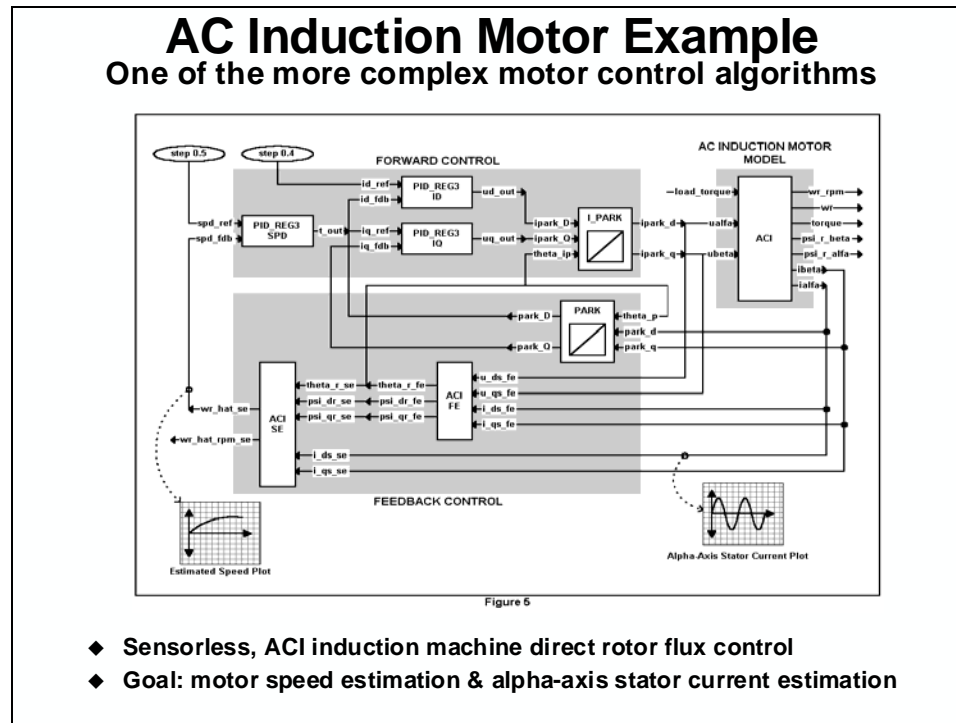 AC Induction Motor Example
One of the more complex motor control algorithms
step 0.5
step 0.4
FORWARD CONTROL
AC INDUCTION MOTOR
MODEL
id_ref
id_fdb
PID_REG3
ID
ud_out
iq_ref
iq_fdb
PID_REG3
IQ
uq_out
spd_ref
spd_fdb
PID_REG3
SPD
t_out
ipark_D
ipark_Q
theta_ip
I_PARK
ipark_d
ipark_q
load_torque
ualfa
ubeta
ACI
wr_rpm
wr
torque
psi_r_beta
psi_r_alfa
ibeta
ialfa
park_D
park_Q
PARK
theta_p
park_d
park_q
wr_hat_se
wr_hat_rpm_se
ACI
SE
theta_r_se
psi_dr_se
psi_qr_se
theta_r_fe
psi_dr_fe
psi_qr_fe
ACI
FE
u_ds_fe
u_qs_fe
i_ds_fe
i_qs_fe
i_ds_se
i_qs_se
FEEDBACK CONTROL
Estimated Speed Plot
Alpha-Axis Stator Current Plot
Figure 5
◆ Sensorless, ACI induction machine direct rotor flux control
◆ Goal: motor speed estimation & alpha-axis stator current estimation